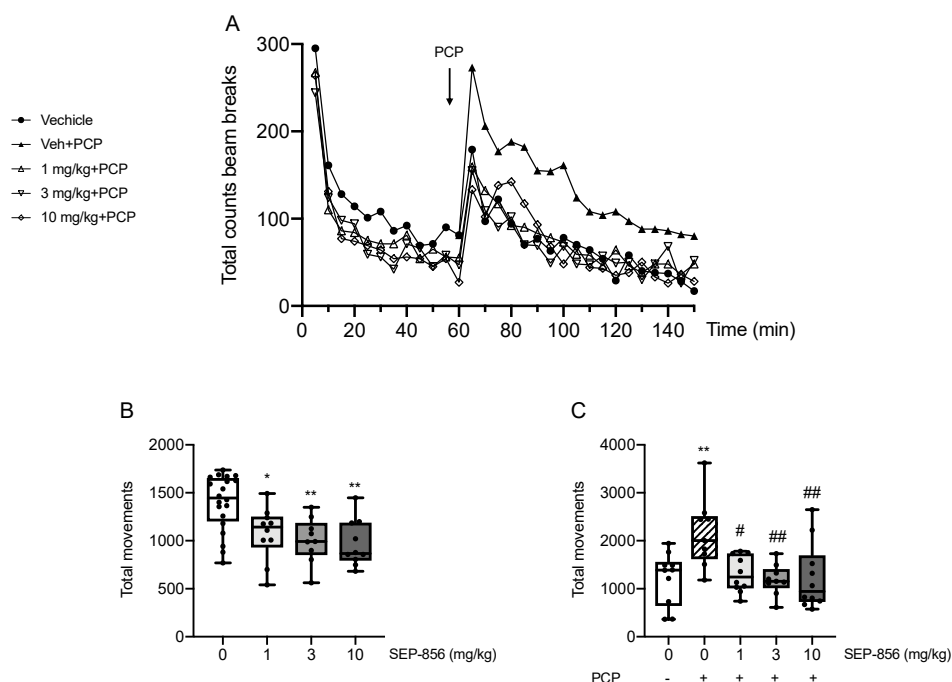 A
Total counts beam breaks
300
200
100
0
PCP
Vechicle
Veh+PCP
1 mg/kg+PCP
3 mg/kg+PCP
10 mg/kg+PCP
0 20 40 60 80 100 120 140 Time (min)
B
Total movements
2000
1500
1000
500
0
* ** **
0 1 3 10 SEP-856 (mg/kg)
C
Total movements
4000
3000
2000
1000
0
** # ## ##
0 0 1 3 10 SEP-856 (mg/kg)
PCP - + + + +